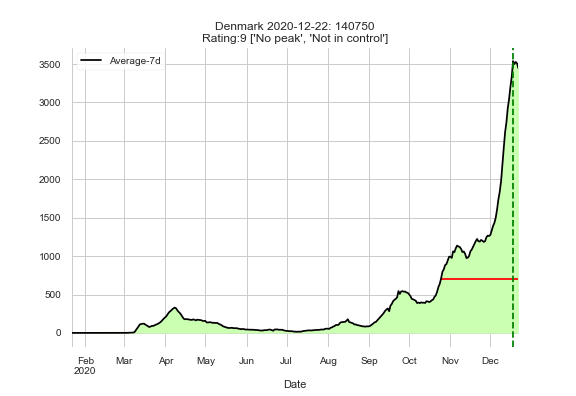 Denmark 2020-12-22: 140750
Rating:9 ['No peak', 'Not in control']
Average-7d
3500
3000
2500
2000
1500
1000
500
0
Feb Mar Apr May Jun Jul Aug Sep Oct Nov Dec
2020
Date